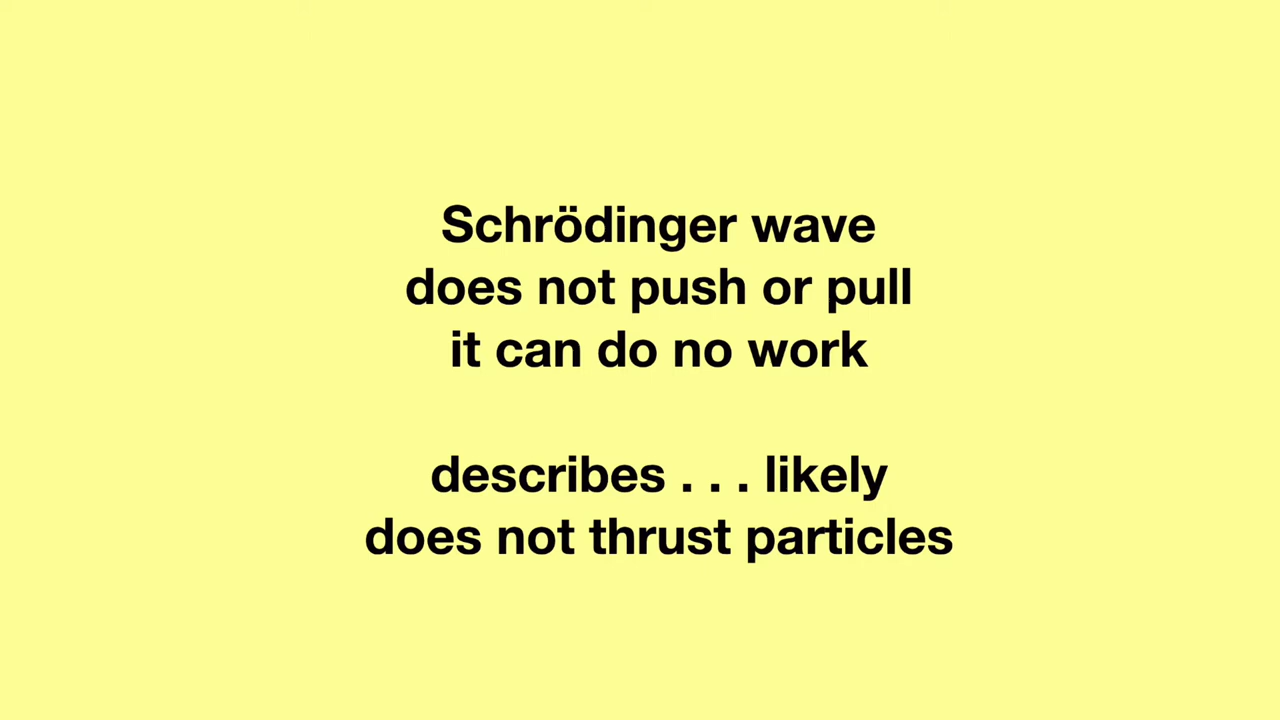 Schrödinger wave
does not push or pull
it can do no work
describes . . . likely
does not thrust particles